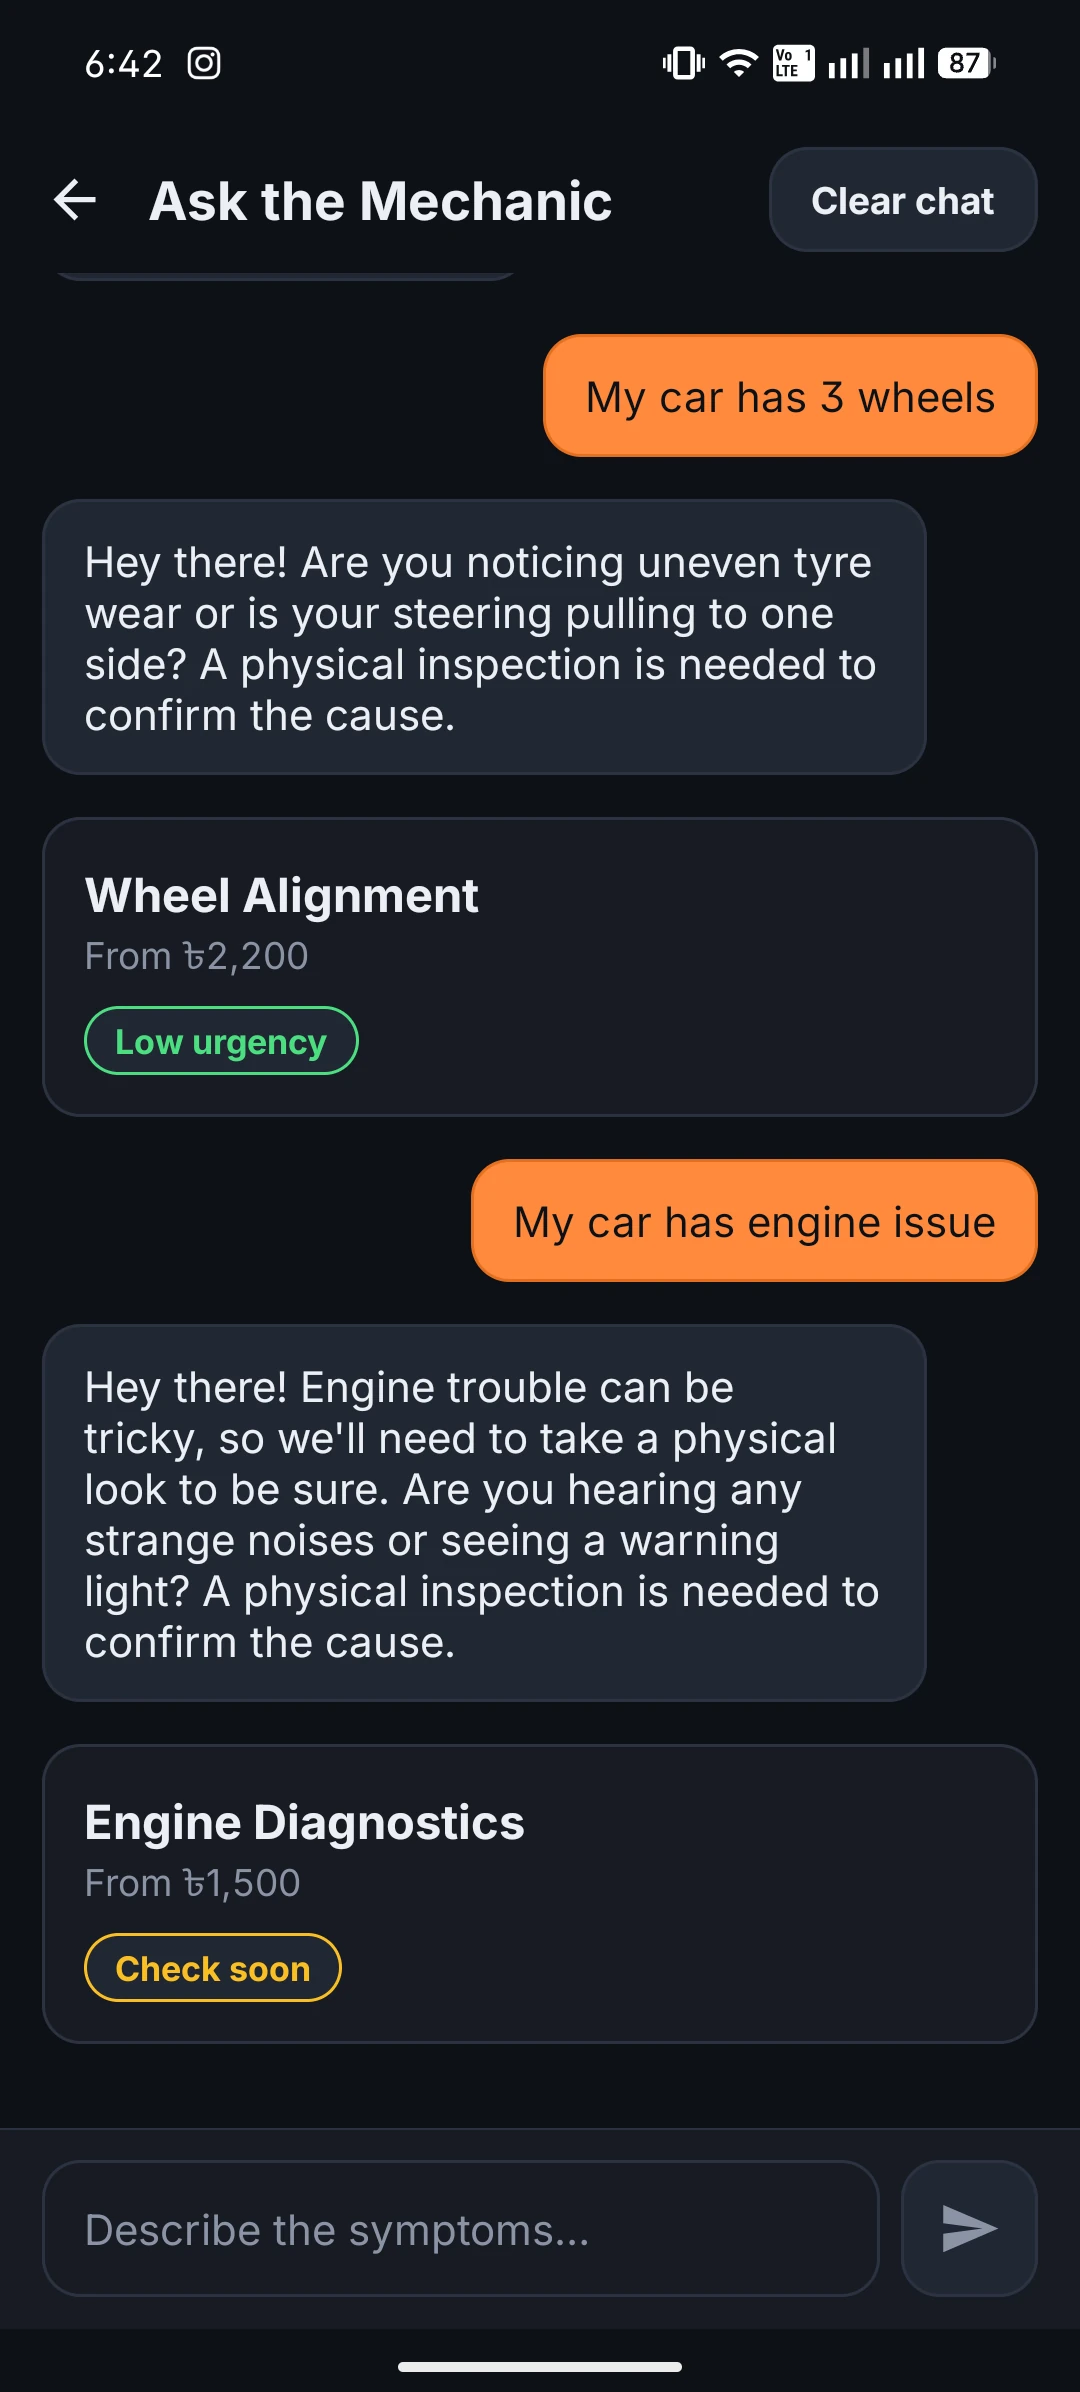 6:42
Vo 1
LTE
87
Ask the Mechanic
Clear chat
My car has 3 wheels
Hey there! Are you noticing uneven tyre
wear or is your steering pulling to one
side? A physical inspection is needed to
confirm the cause.
Wheel Alignment
From ৳2,200
Low urgency
My car has engine issue
Hey there! Engine trouble can be
tricky, so we'll need to take a physical
look to be sure. Are you hearing any
strange noises or seeing a warning
light? A physical inspection is needed to
confirm the cause.
Engine Diagnostics
From ৳1,500
Check soon
Describe the symptoms...